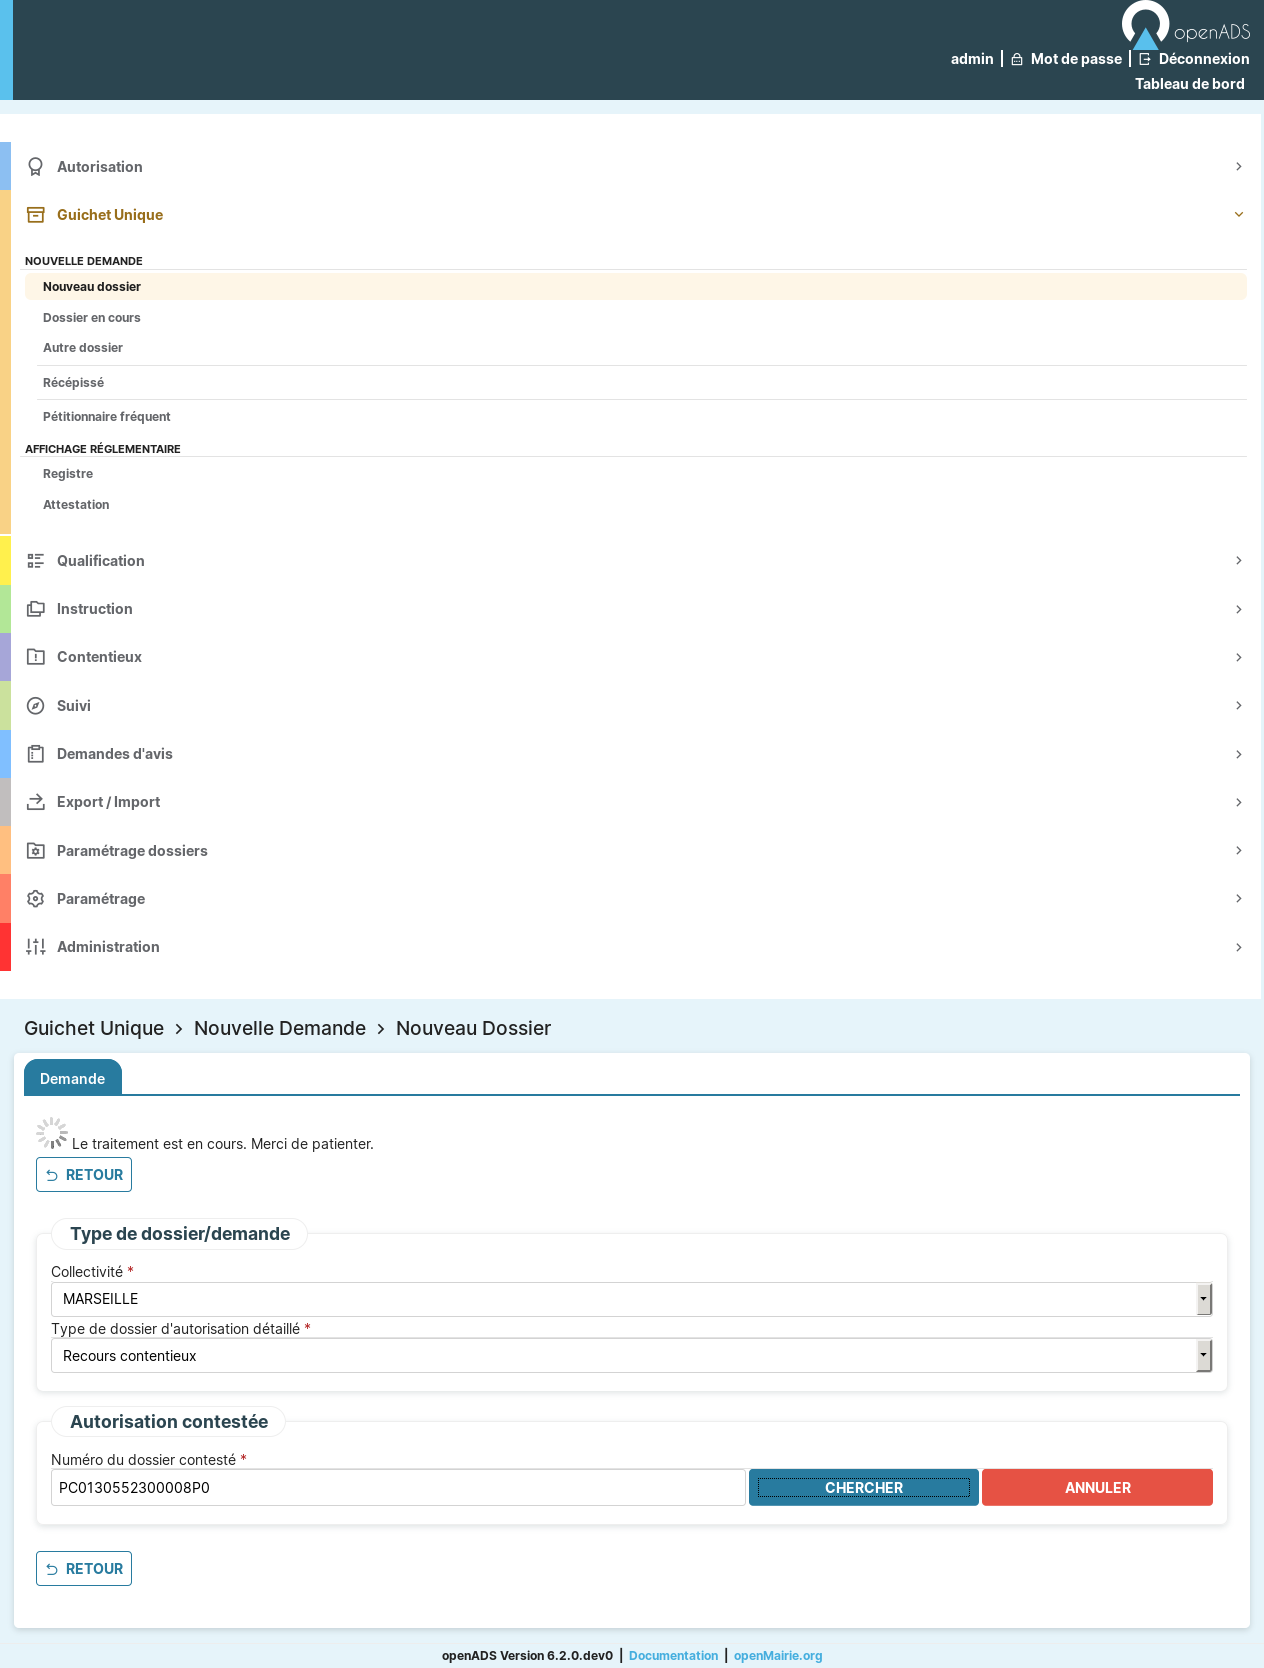 openADS
admin | Mot de passe | Déconnexion
Tableau de bord
Autorisation
Guichet Unique
NOUVELLE DEMANDE
Nouveau dossier
Dossier en cours
Autre dossier
Récépissé
Pétitionnaire fréquent
AFFICHAGE RÉGLEMENTAIRE
Registre
Attestation
Qualification
Instruction
Contentieux
Suivi
Demandes d'avis
Export / Import
Paramétrage dossiers
Paramétrage
Administration
Guichet Unique > Nouvelle Demande > Nouveau Dossier
Demande
Le traitement est en cours. Merci de patienter.
RETOUR
Type de dossier/demande
Collectivité *
MARSEILLE
Type de dossier d'autorisation détaillé *
Recours contentieux
Autorisation contestée
Numéro du dossier contesté *
PC0130552300008P0 CHERCHER ANNULER
RETOUR
openADS Version 6.2.0.dev0 | Documentation | openMairie.org